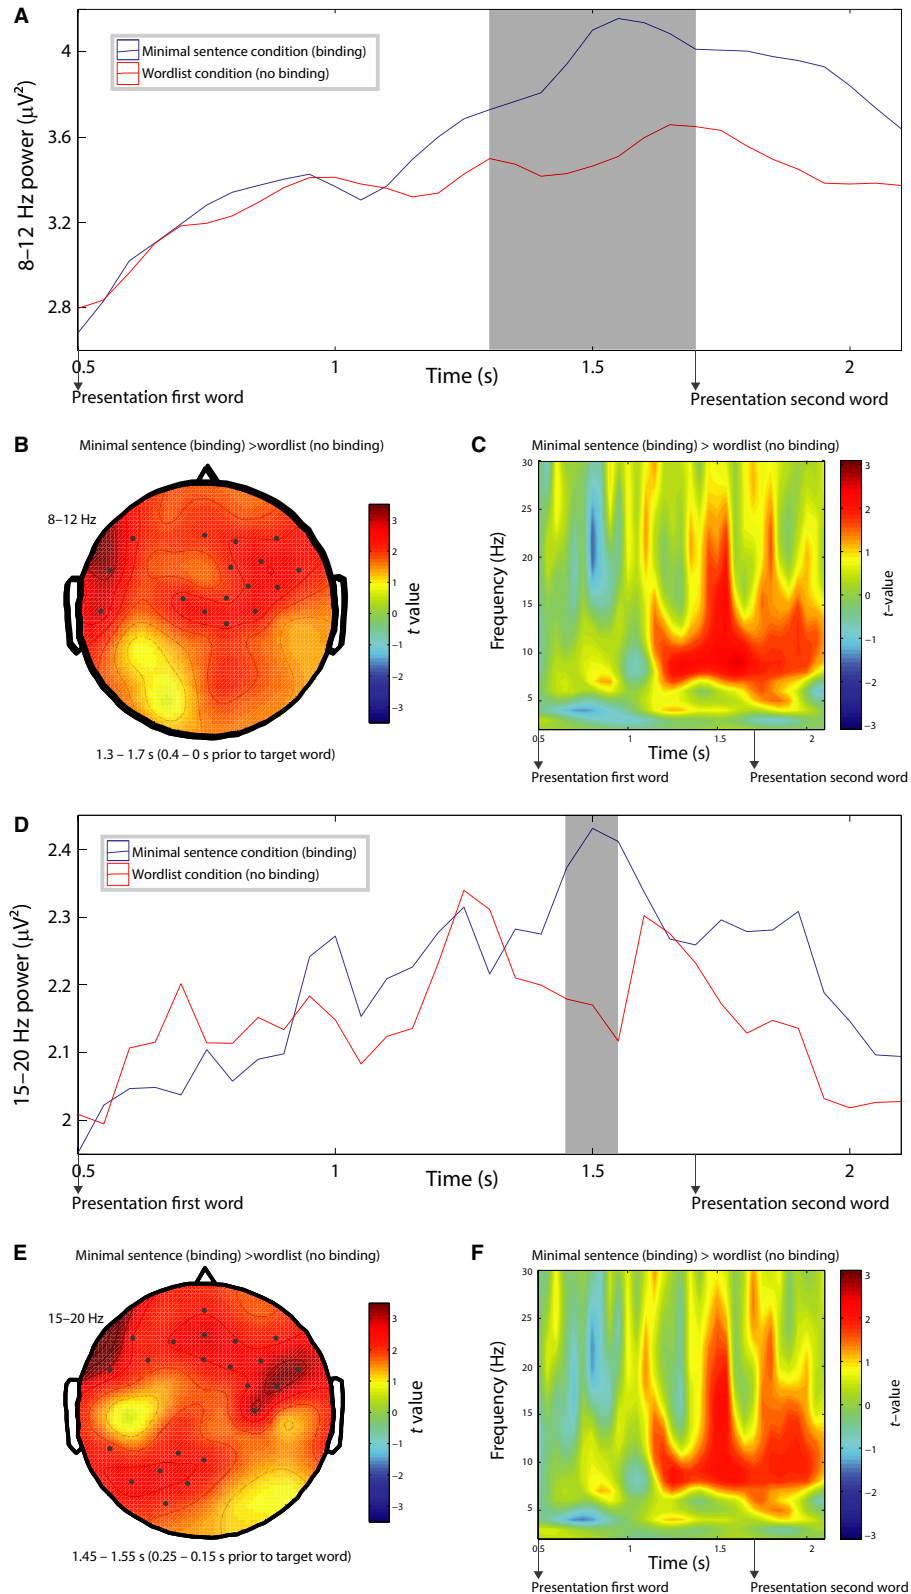 A
8–12 Hz power (μV²)
4
3.6
3.2
2.8
Minimal sentence condition (binding)
Wordlist condition (no binding)
0.5
1
1.5
2
Time (s)
Presentation first word
Presentation second word
B
Minimal sentence (binding) >wordlist (no binding)
8–12 Hz
3
2
1
0
−1
−2
−3
t value
1.3 – 1.7 s (0.4 – 0 s prior to target word)
C
Minimal sentence (binding) > wordlist (no binding)
Frequency (Hz)
30
25
20
15
10
5
0.5
1
1.5
2
Time (s)
3
2
1
0
−1
−2
−3
t−value
Presentation first word
Presentation second word
D
15–20 Hz power (μV²)
2.4
2.3
2.2
2.1
2
Minimal sentence condition (binding)
Wordlist condition (no binding)
0.5
1
1.5
2
Time (s)
Presentation first word
Presentation second word
E
Minimal sentence (binding) >wordlist (no binding)
15–20 Hz
3
2
1
0
−1
−2
−3
t value
1.45 – 1.55 s (0.25 – 0.15 s prior to target word)
F
Minimal sentence (binding) > wordlist (no binding)
Frequency (Hz)
30
25
20
15
10
5
0.5
1
1.5
2
Time (s)
3
2
1
0
−1
−2
−3
t−value
Presentation first word
Presentation second word